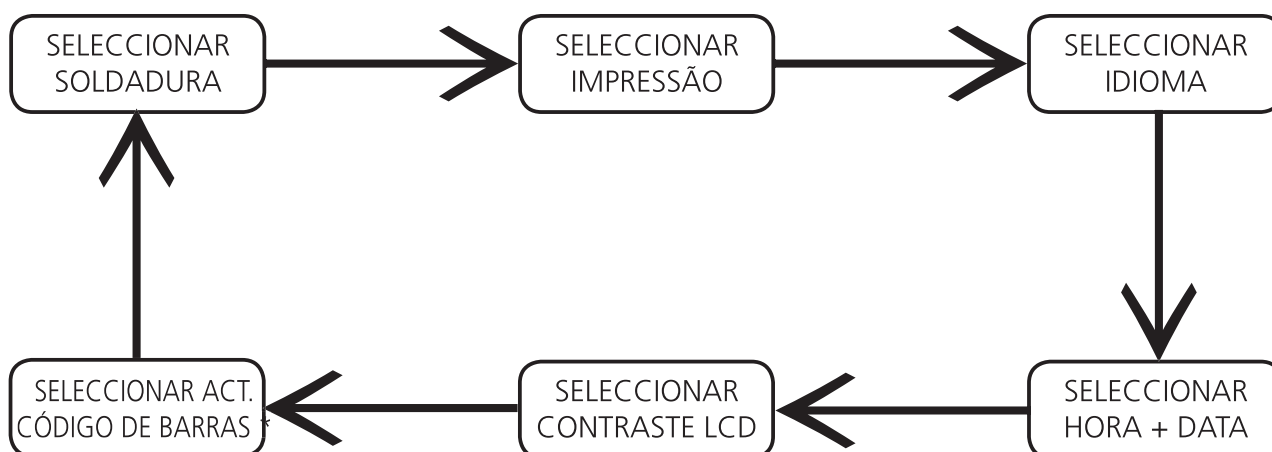 SELECCIONAR
SOLDADURA
SELECCIONAR
IMPRESSÃO
SELECCIONAR
IDIOMA
SELECCIONAR ACT.
CÓDIGO DE BARRAS *
SELECCIONAR
CONTRASTE LCD
SELECCIONAR
HORA + DATA